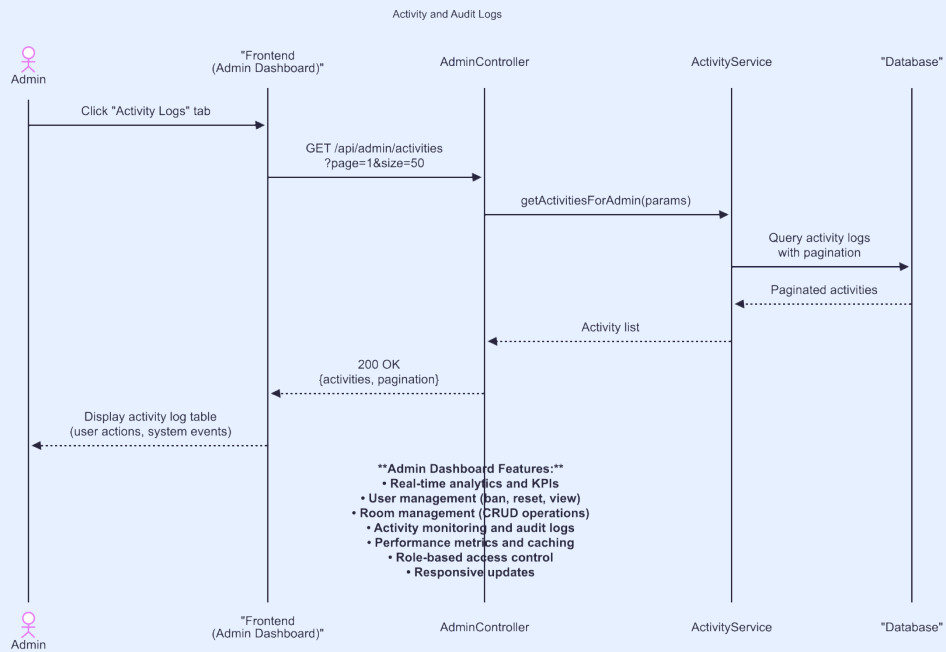 Activity and Audit Logs
Admin
"Frontend
(Admin Dashboard)"
AdminController
ActivityService
"Database"
Click "Activity Logs" tab
GET /api/admin/activities
?page=1&size=50
getActivitiesForAdmin(params)
Query activity logs
with pagination
Paginated activities
Activity list
200 OK
{activities, pagination}
Display activity log table
(user actions, system events)
**Admin Dashboard Features:**
• Real-time analytics and KPIs
• User management (ban, reset, view)
• Room management (CRUD operations)
• Activity monitoring and audit logs
• Performance metrics and caching
• Role-based access control
• Responsive updates
Admin
"Frontend
(Admin Dashboard)"
AdminController
ActivityService
"Database"